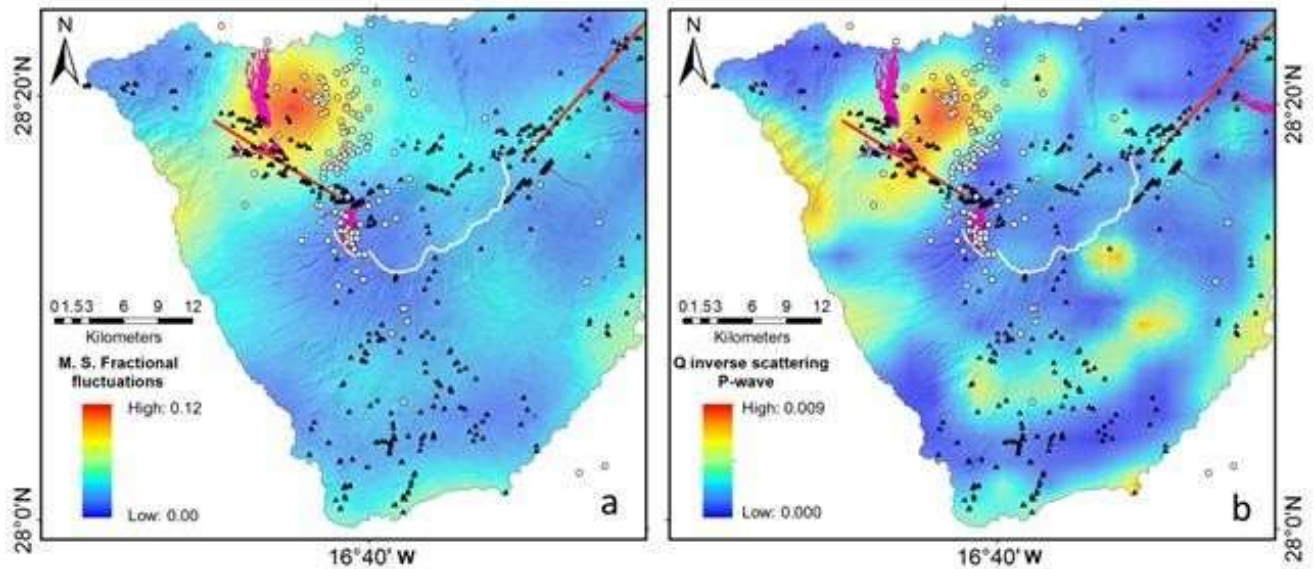 N
28°20'N
0 1.5 3 6 9 12
Kilometers
M. S. Fractional
fluctuations
High: 0.12
Low: 0.00
28°0'N
16°40' W
a
N
28°20'N
0 1.5 3 6 9 12
Kilometers
Q inverse scattering
P-wave
High: 0.009
Low: 0.000
28°0'N
16°40' W
b